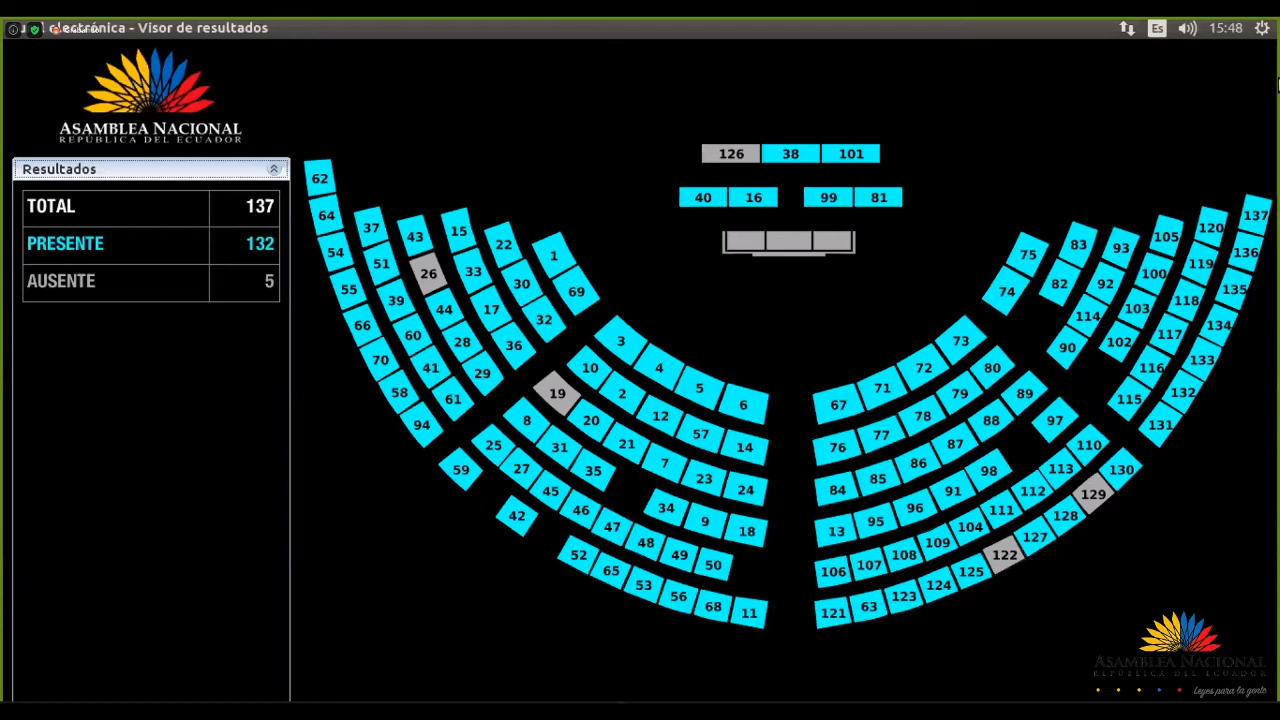 electrónica - Visor de resultados
Es
15:48
ASAMBLEA NACIONAL
REPÚBLICA DEL ECUADOR
Resultados
TOTAL 137
PRESENTE 132
AUSENTE 5
126 38 101
40 16 99 81
62 64 54 55 66 70 58 94
37 51 39 60 41 61
43 26 44 28 29
15 33 17 36
22 30 32
1 69
75 74
83 82
93 92 114 90
105 100 103 102
120 119 118 117 116 115
137 136 135 134 133 132 131
3 4 5 6
10 2 12 57 14
19 20 21 7 23 24
8 31 35 34 9 18
25 27 45 46 47 48 49 50
59 42 52 65 53 56 68 11
67 71 72 73
76 77 78 79 80
84 85 86 87 88 89
13 95 96 91 98 97
106 107 108 109 104 111 112 113 110
121 63 123 124 125 122 127 128 129 130
ASAMBLEA NACIONAL
REPÚBLICA DEL ECUADOR
Leyes para la gente